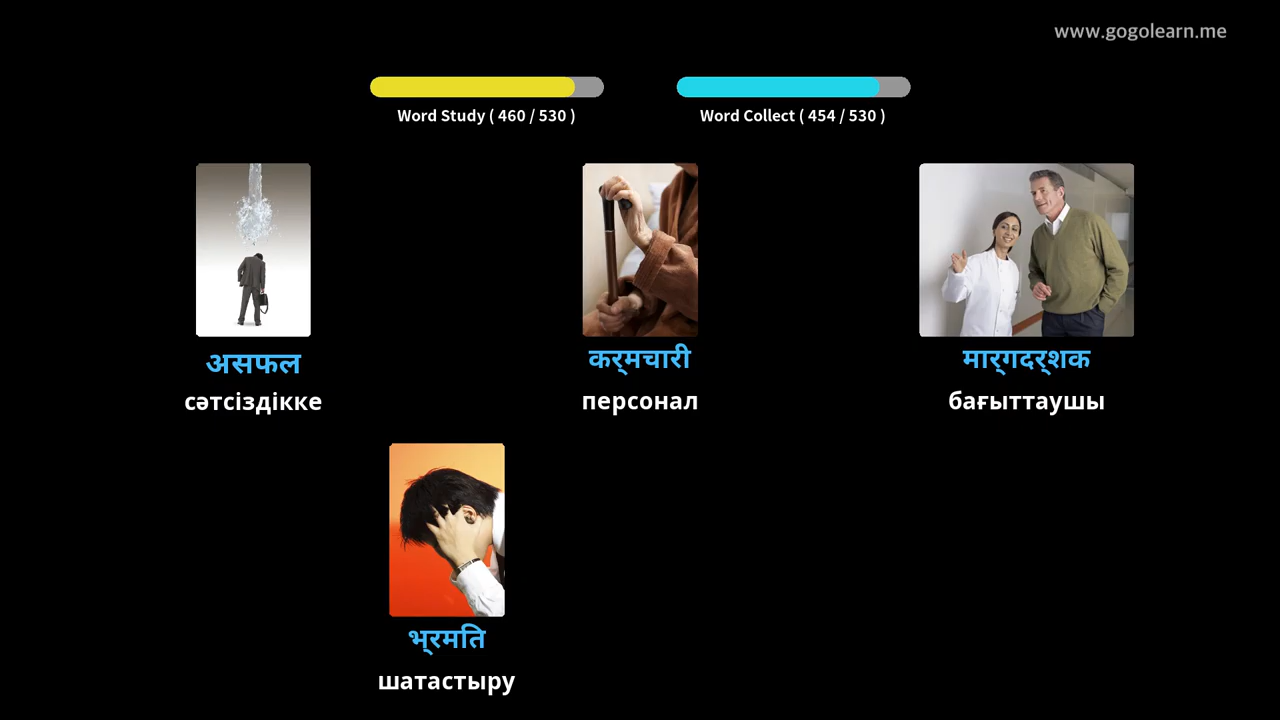 www.gogolearn.me
Word Study ( 460 / 530 )
Word Collect ( 454 / 530 )
असफल
сәтсіздікке
कर्‌मचारी
персонал
मार्‌गदर्‌शक
бағыттаушы
भ्‌रमति
шатастыру